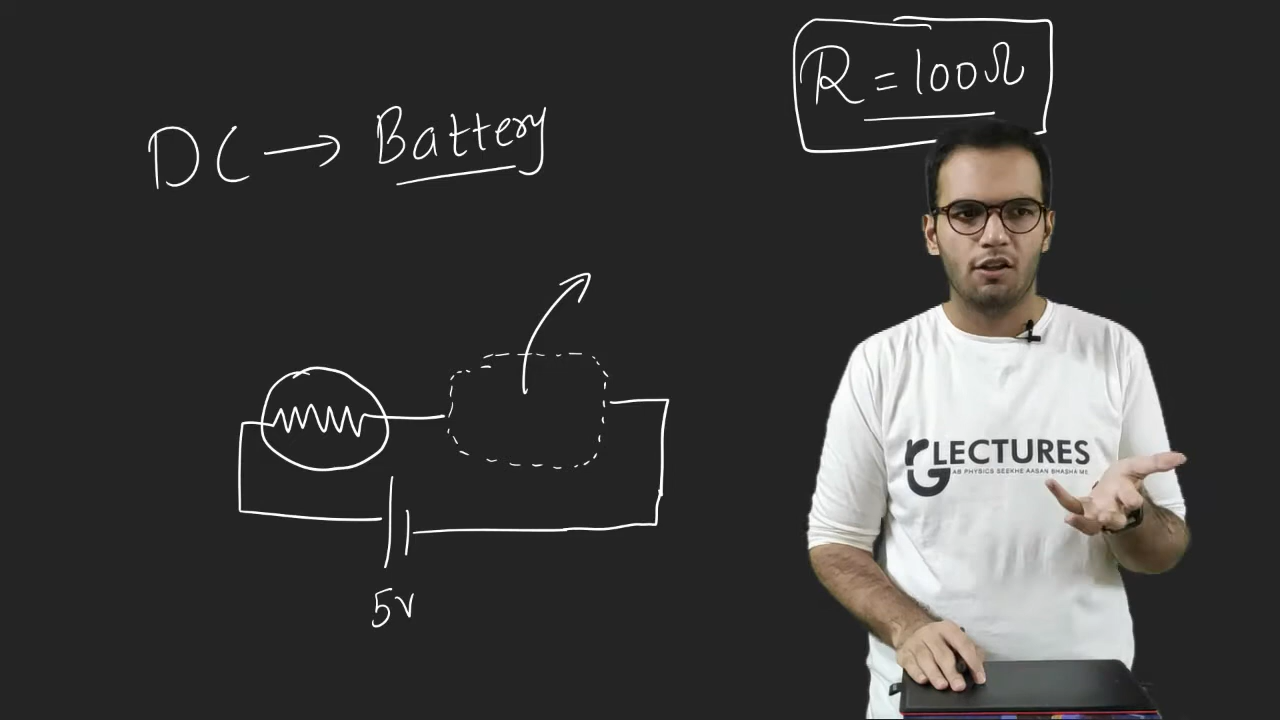 R = 100Ω
DC → Battery
5v
LECTURES
AB PHYSICS SEEKHE AASAN BHASHA ME